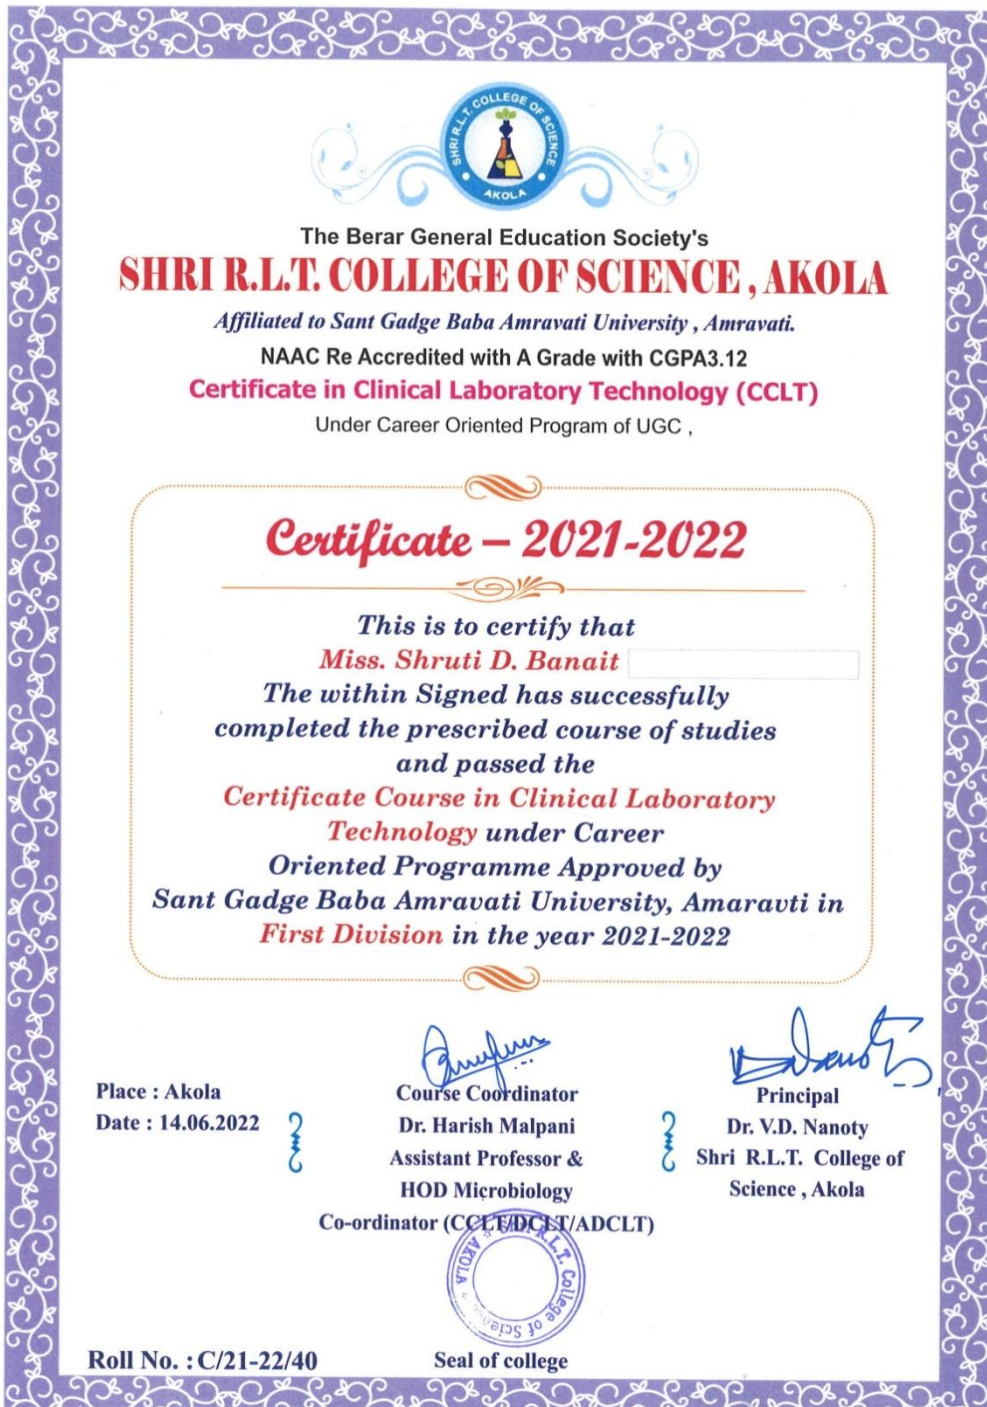 SHRI R.L.T. COLLEGE OF SCIENCE
AKOLA
The Berar General Education Society's
SHRI R.L.T. COLLEGE OF SCIENCE , AKOLA
Affiliated to Sant Gadge Baba Amravati University , Amravati.
NAAC Re Accredited with A Grade with CGPA3.12
Certificate in Clinical Laboratory Technology (CCLT)
Under Career Oriented Program of UGC ,
Certificate – 2021-2022
This is to certify that
Miss. Shruti D. Banait
The within Signed has successfully
completed the prescribed course of studies
and passed the
Certificate Course in Clinical Laboratory
Technology under Career
Oriented Programme Approved by
Sant Gadge Baba Amravati University, Amaravti in
First Division in the year 2021-2022
Place : Akola
Date : 14.06.2022
Course Coordinator
Dr. Harish Malpani
Assistant Professor &
HOD Microbiology
Co-ordinator (CCLT/DCLT/ADCLT)
Principal
Dr. V.D. Nanoty
Shri R.L.T. College of
Science , Akola
R.L.T. College of
AKOLA
Roll No. : C/21-22/40
Seal of college